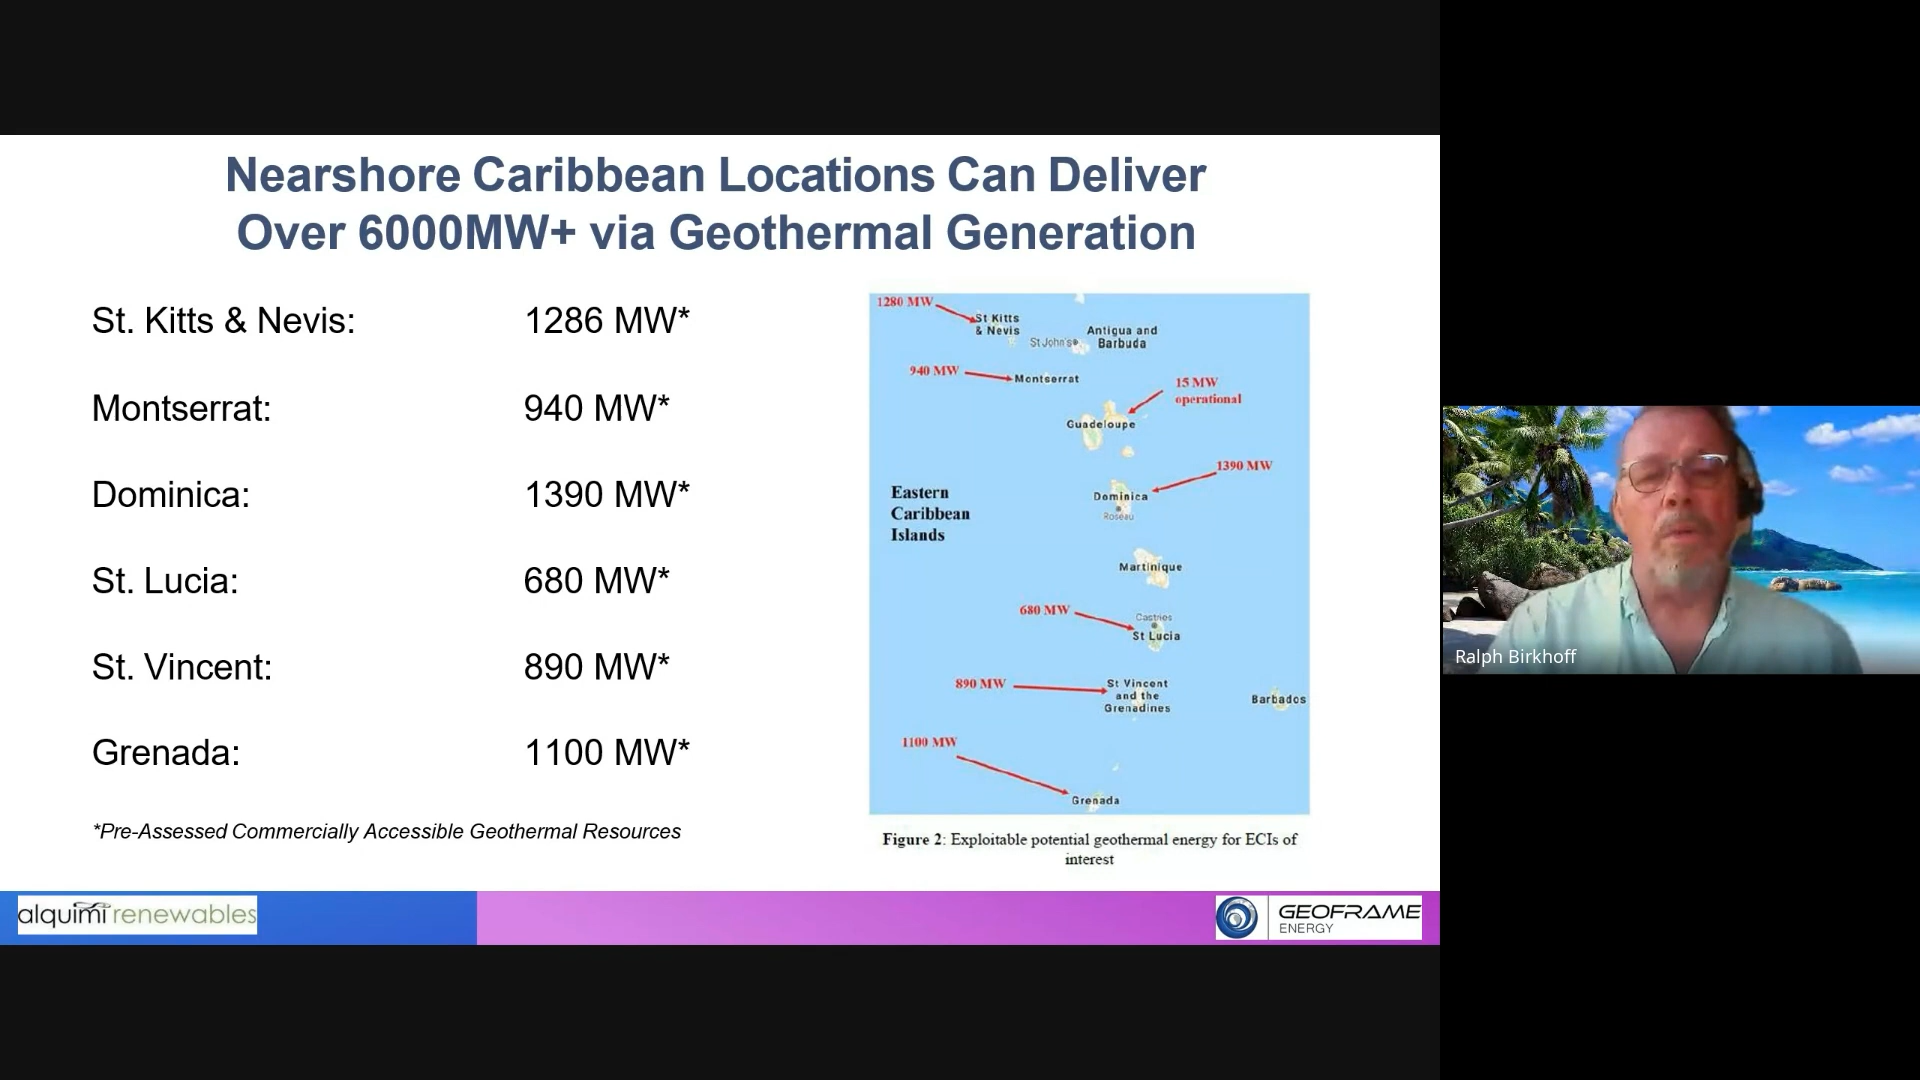 Nearshore Caribbean Locations Can Deliver
Over 6000MW+ via Geothermal Generation
St. Kitts & Nevis: 1286 MW*
Montserrat: 940 MW*
Dominica: 1390 MW*
St. Lucia: 680 MW*
St. Vincent: 890 MW*
Grenada: 1100 MW*
*Pre-Assessed Commercially Accessible Geothermal Resources
1280 MW
St Kitts
& Nevis
St John's
Antigua and
Barbuda
940 MW
Montserrat
15 MW
operational
Guadeloupe
1390 MW
Dominica
Roseau
Eastern
Caribbean
Islands
Martinique
680 MW
Castries
St Lucia
890 MW
St Vincent
and the
Grenadines
Barbados
1100 MW
Grenada
Figure 2: Exploitable potential geothermal energy for ECIs of
interest
alquimi renewables
GEOFRAME
ENERGY
Ralph Birkhoff